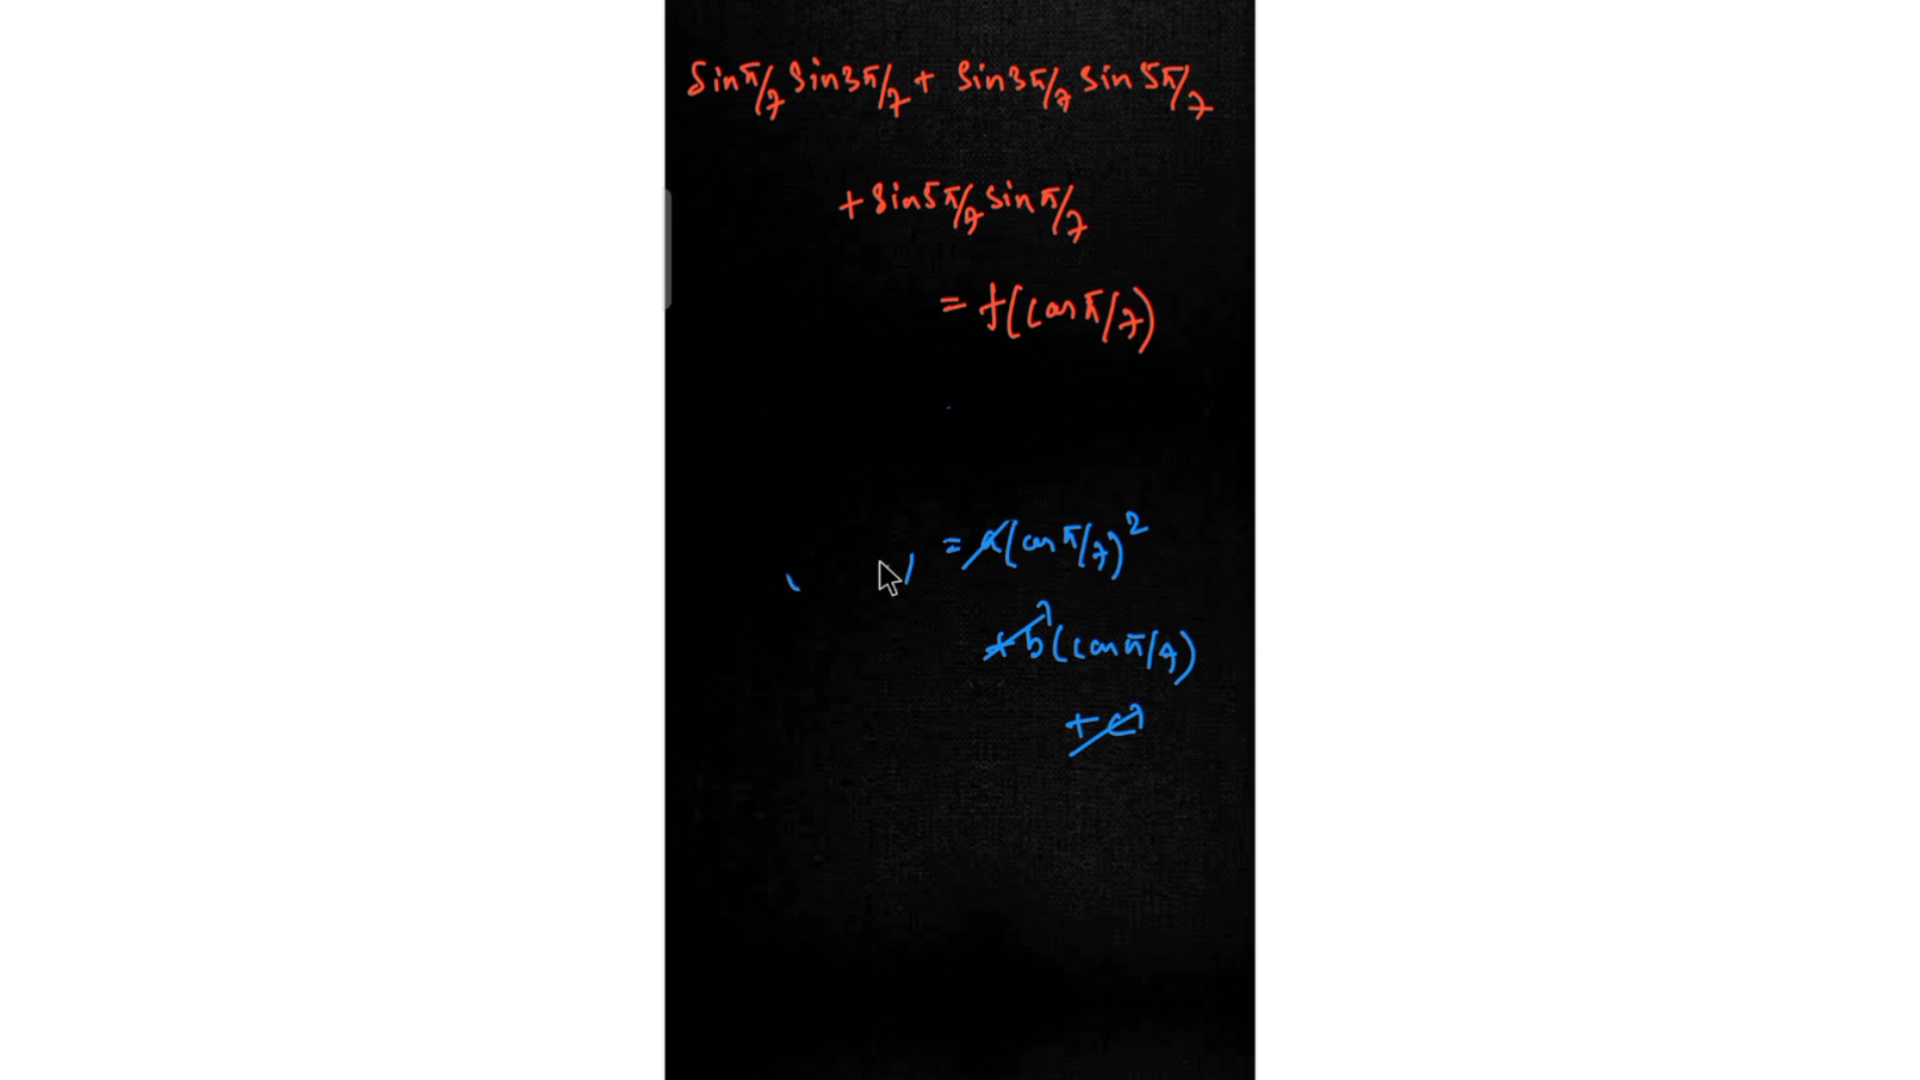 sin π/7 sin 3π/7 + sin 3π/7 sin 5π/7
+ sin 5π/7 sin π/7
= f(cos π/7)
= a(cos π/7)²
+ b(cos π/7)
+ c